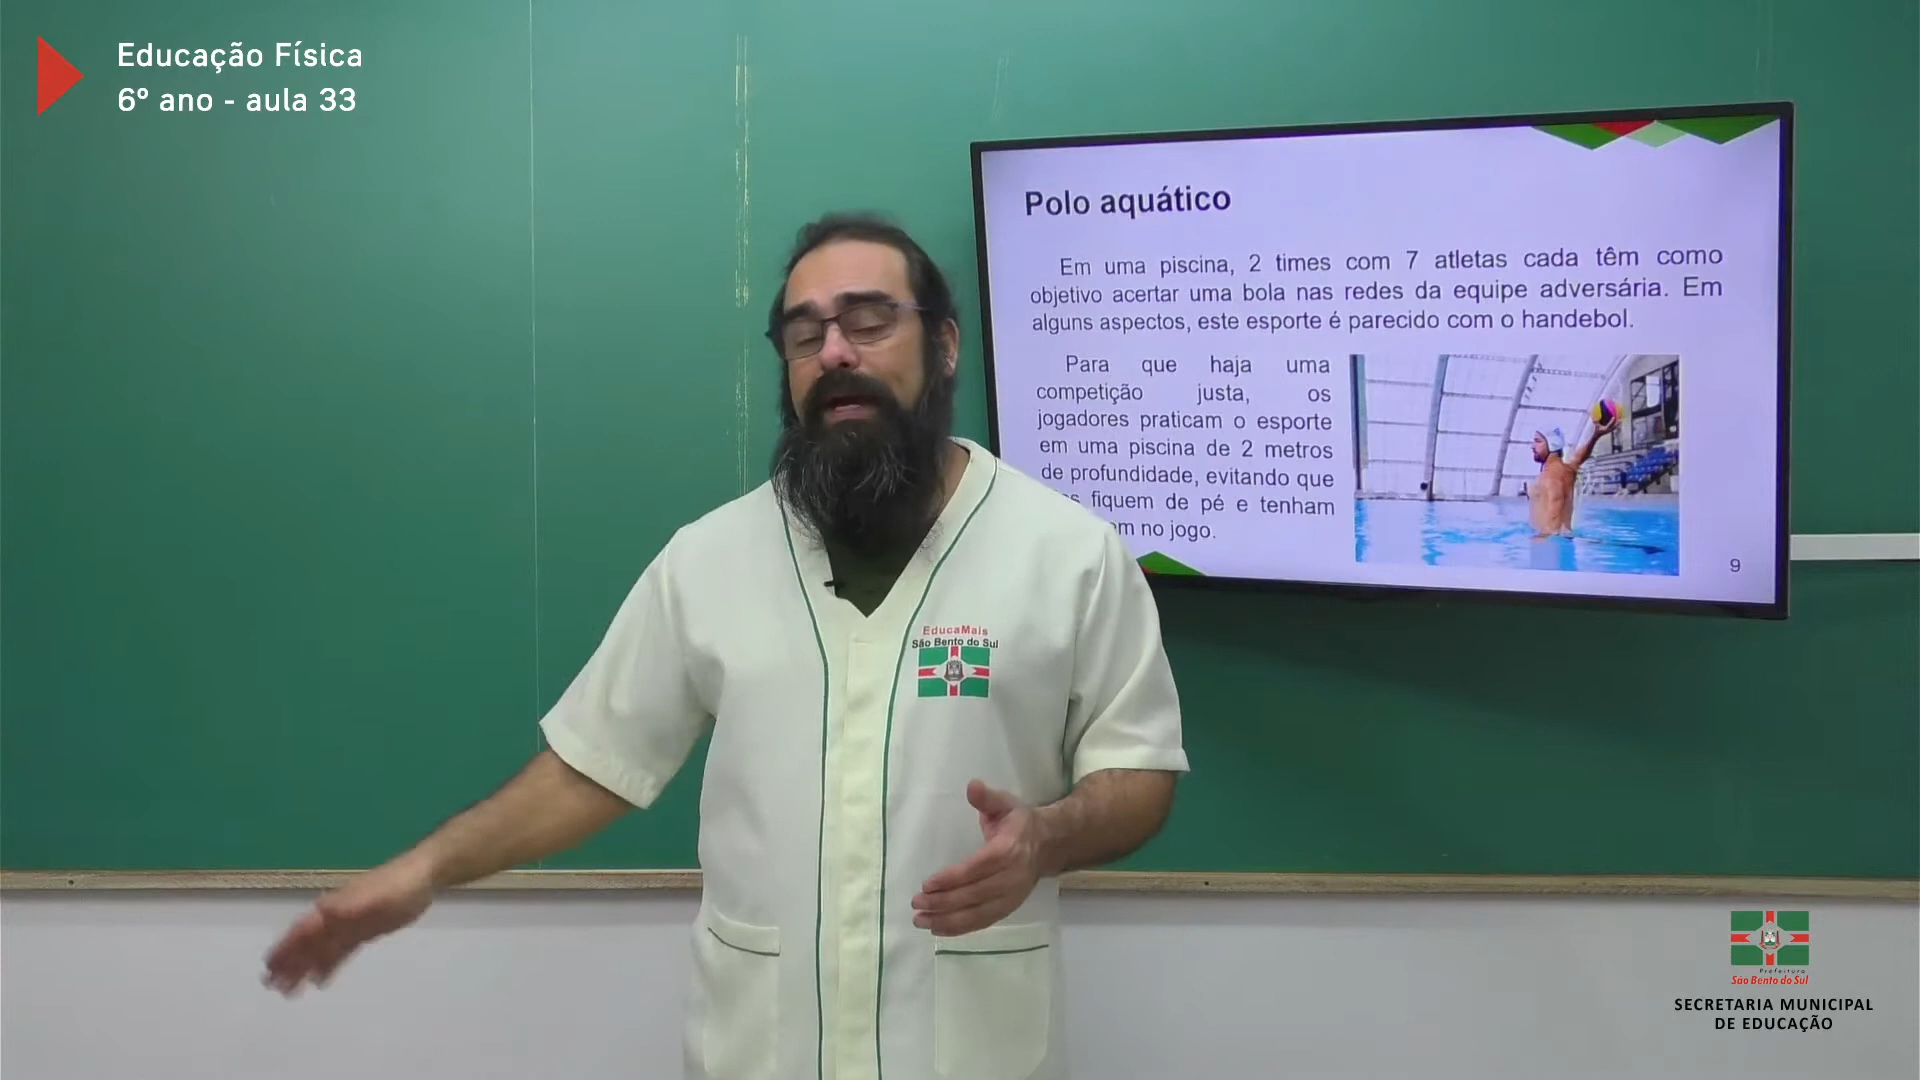 Educação Física
6º ano - aula 33
Polo aquático
Em uma piscina, 2 times com 7 atletas cada têm como
objetivo acertar uma bola nas redes da equipe adversária. Em
alguns aspectos, este esporte é parecido com o handebol.
Para que haja uma
competição justa, os
jogadores praticam o esporte
em uma piscina de 2 metros
de profundidade, evitando que
fiquem de pé e tenham
no jogo.
9
EducaMais
São Bento do Sul
Prefeitura
São Bento do Sul
SECRETARIA MUNICIPAL
DE EDUCAÇÃO